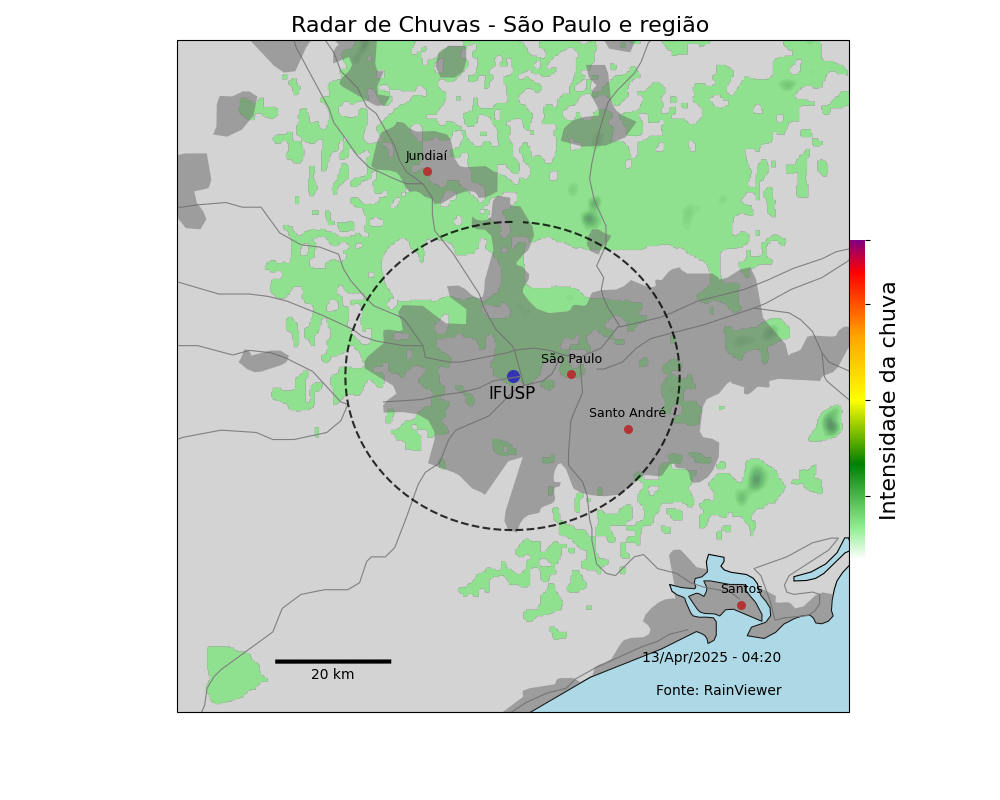 Radar de Chuvas - São Paulo e região
Jundiaí
São Paulo
IFUSP
Santo André
Intensidade da chuva
Santos
13/Apr/2025 - 04:20
20 km
Fonte: RainViewer